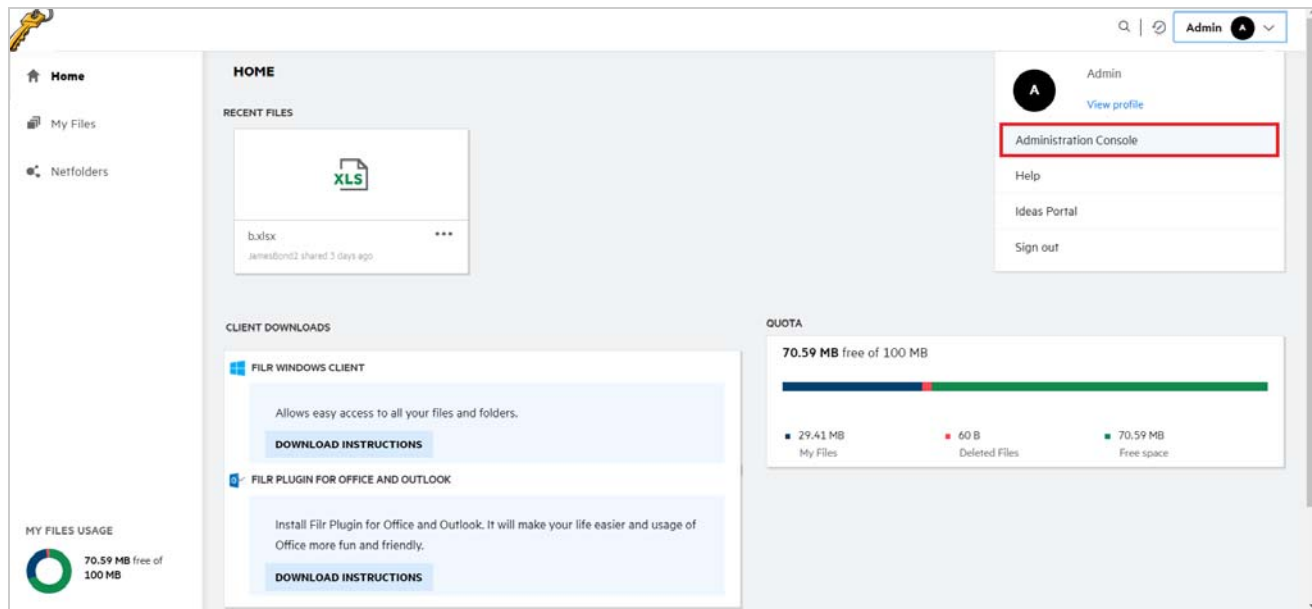 Admin A
Home
My Files
Netfolders
MY FILES USAGE
70.59 MB free of
100 MB
HOME
RECENT FILES
XLS
b.xlsx
JamesBond2 shared 3 days ago
CLIENT DOWNLOADS
FILR WINDOWS CLIENT
Allows easy access to all your files and folders.
DOWNLOAD INSTRUCTIONS
FILR PLUGIN FOR OFFICE AND OUTLOOK
Install Filr Plugin for Office and Outlook. It will make your life easier and usage of
Office more fun and friendly.
DOWNLOAD INSTRUCTIONS
A
Admin
View profile
Administration Console
Help
Ideas Portal
Sign out
QUOTA
70.59 MB free of 100 MB
29.41 MB
My Files
60 B
Deleted Files
70.59 MB
Free space